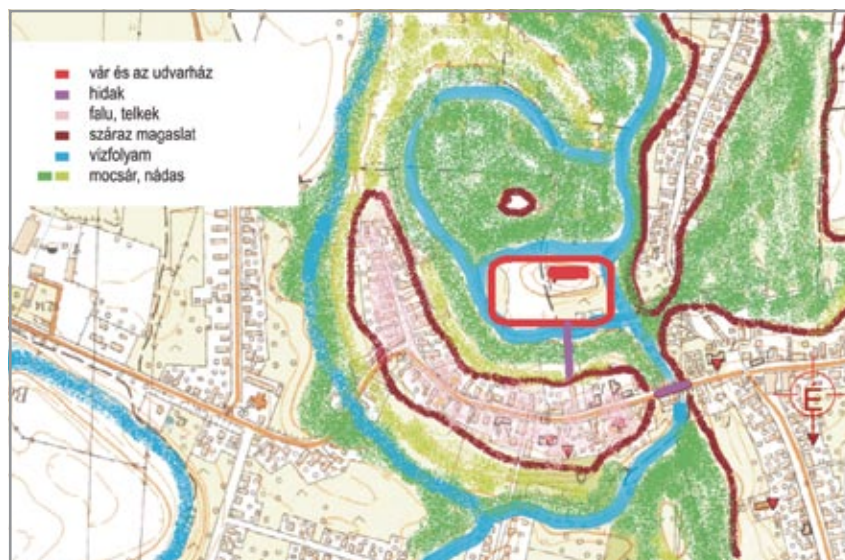 vár és az udvarház
hidak
falu, telkek
száraz magaslat
vízfolyam
mocsár, nádas
É